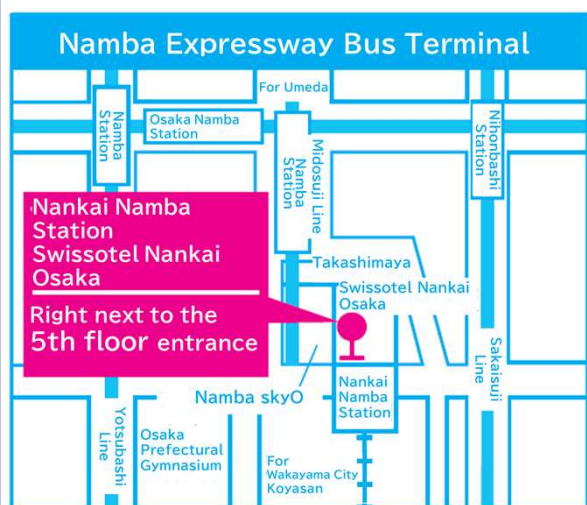 Namba Expressway Bus Terminal
For Umeda
Namba
Station
Osaka Namba
Station
Namba
Station
Midosuji Line
Nihonbashi
Station
Nankai Namba
Station
Swissotel Nankai
Osaka
Right next to the
5th floor entrance
Takashimaya
Swissotel Nankai
Osaka
Namba skyO
Nankai
Namba
Station
Sakaisuji
Line
Yotsubashi
Line
Osaka
Prefectural
Gymnasium
For
Wakayama City
Koyasan